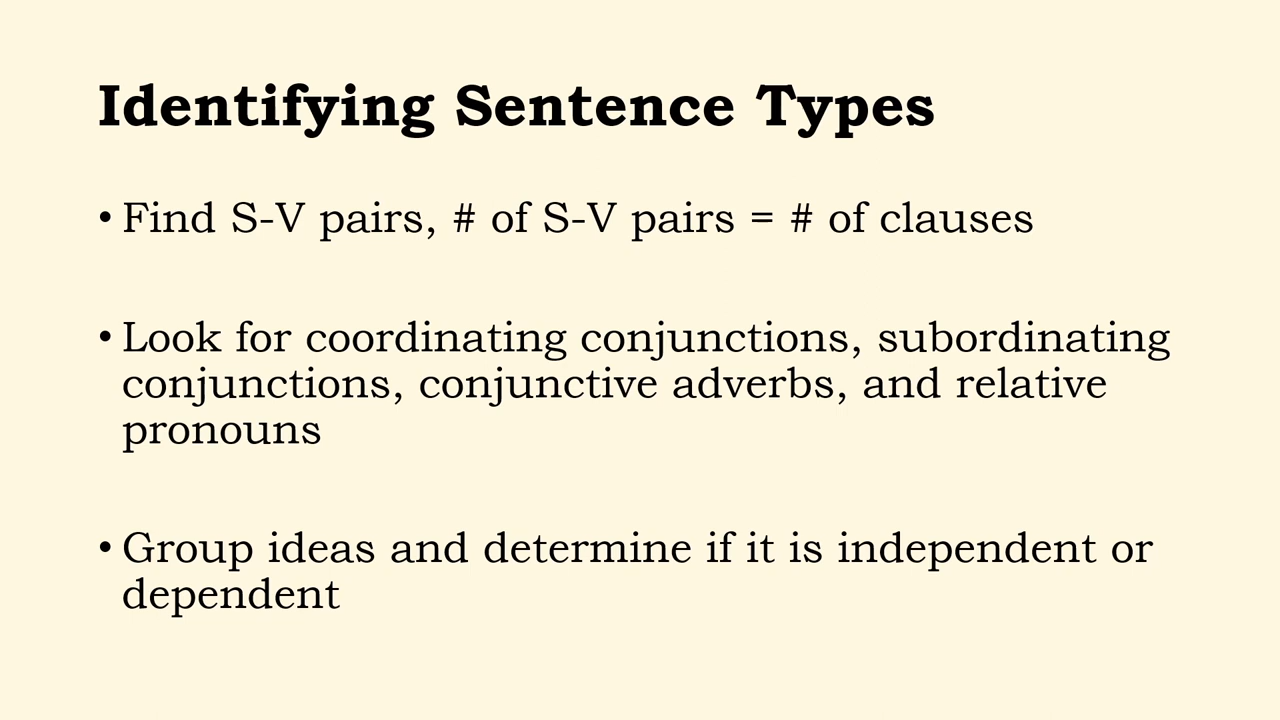 Identifying Sentence Types
• Find S-V pairs, # of S-V pairs = # of clauses
• Look for coordinating conjunctions, subordinating
conjunctions, conjunctive adverbs, and relative
pronouns
• Group ideas and determine if it is independent or
dependent